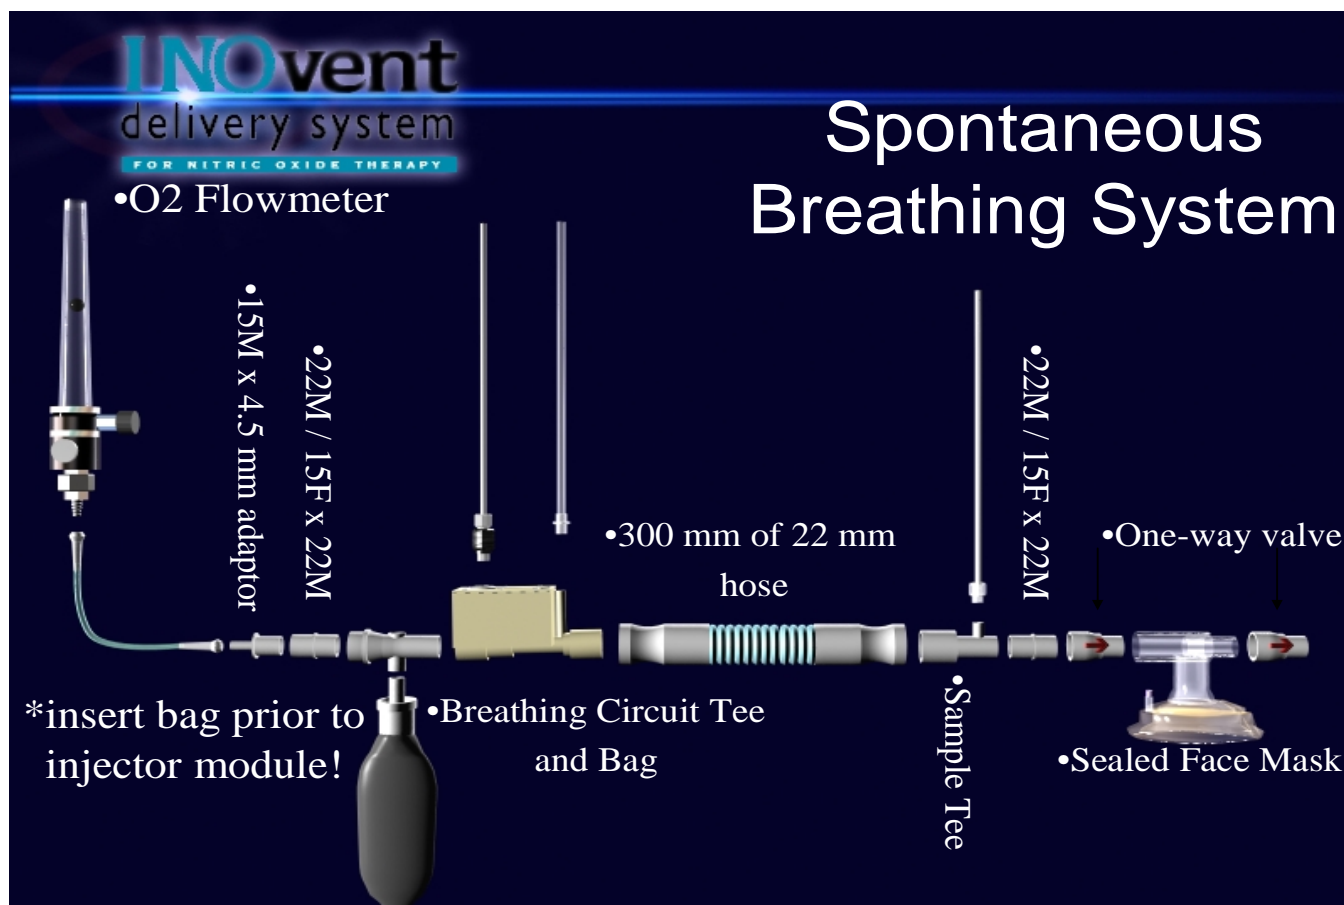 INOvent
delivery system
FOR NITRIC OXIDE THERAPY
Spontaneous
Breathing System
•O2 Flowmeter
•15M x 4.5 mm adaptor
•22M / 15F x 22M
•300 mm of 22 mm
hose
•22M / 15F x 22M
•One-way valve
*insert bag prior to
injector module!
•Breathing Circuit Tee
and Bag
•Sample Tee
•Sealed Face Mask